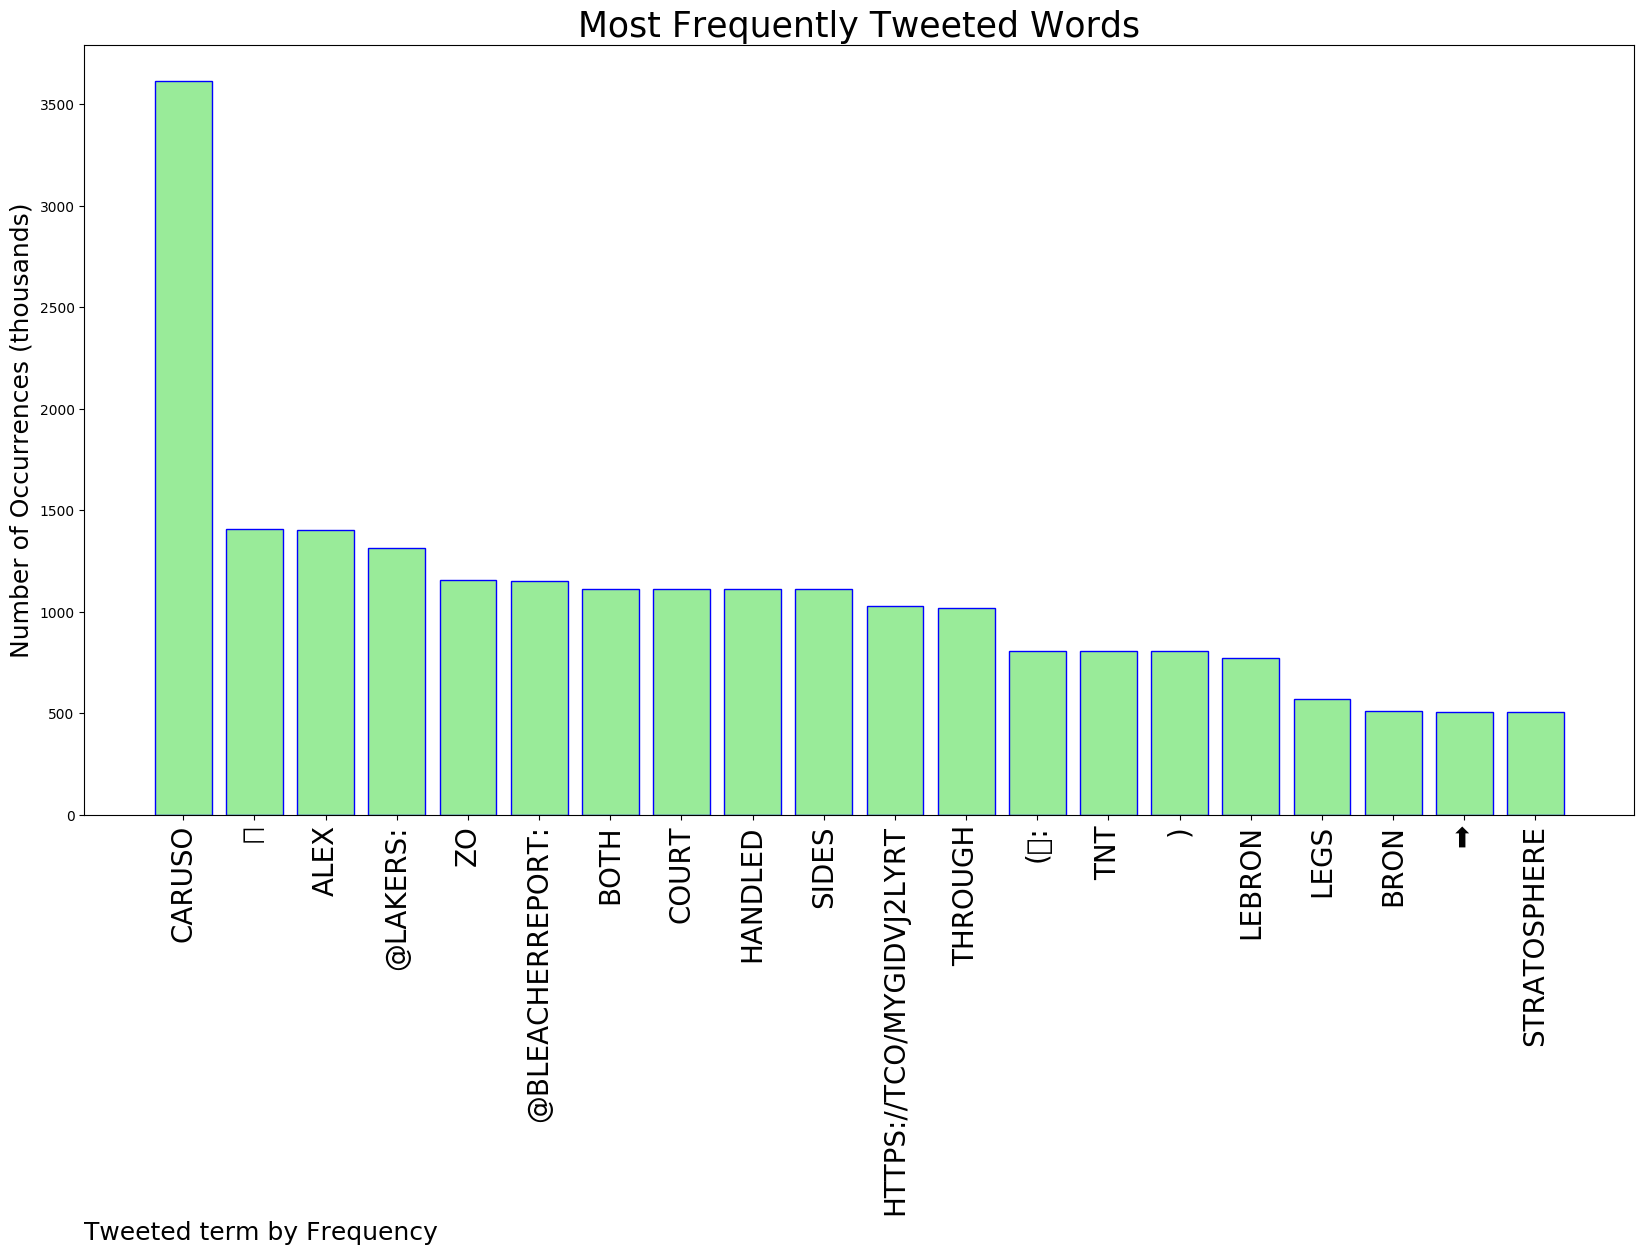 Most Frequently Tweeted Words
Number of Occurrences (thousands)
3500
3000
2500
2000
1500
1000
500
0
CARUSO
▯
ALEX
@LAKERS:
ZO
@BLEACHERREPORT:
BOTH
COURT
HANDLED
SIDES
HTTPS://TCO/MYGIDVJ2LYRT
THROUGH
(▯:
TNT
)
LEBRON
LEGS
BRON
➡
STRATOSPHERE
Tweeted term by Frequency